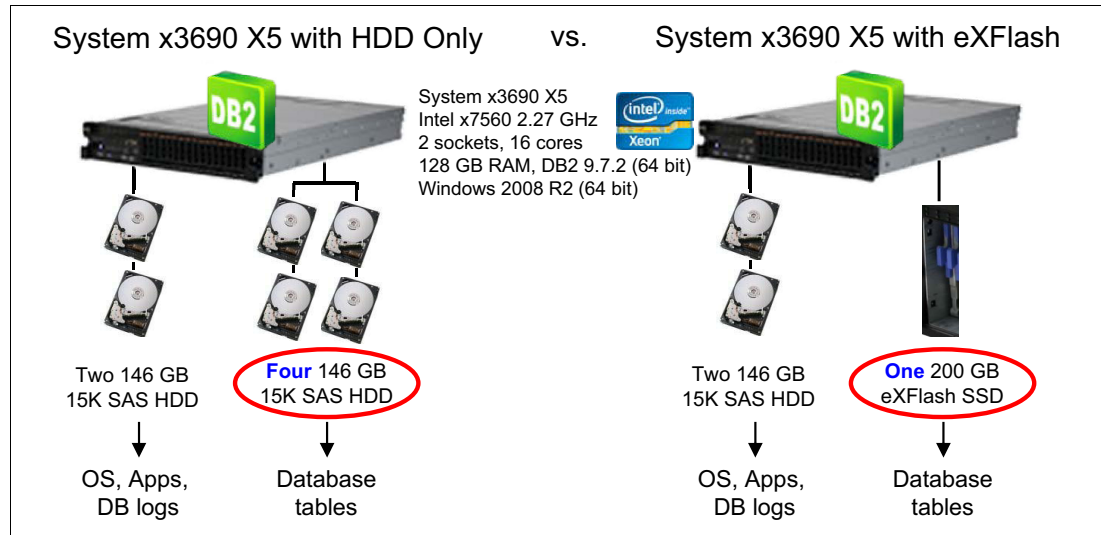 System x3690 X5 with HDD Only
vs.
System x3690 X5 with eXFlash
DB2
System x3690 X5
Intel x7560 2.27 GHz
2 sockets, 16 cores
128 GB RAM, DB2 9.7.2 (64 bit)
Windows 2008 R2 (64 bit)
intel inside™
Xeon®
DB2
Two 146 GB
15K SAS HDD
Four 146 GB
15K SAS HDD
Two 146 GB
15K SAS HDD
One 200 GB
eXFlash SSD
OS, Apps,
DB logs
Database
tables
OS, Apps,
DB logs
Database
tables